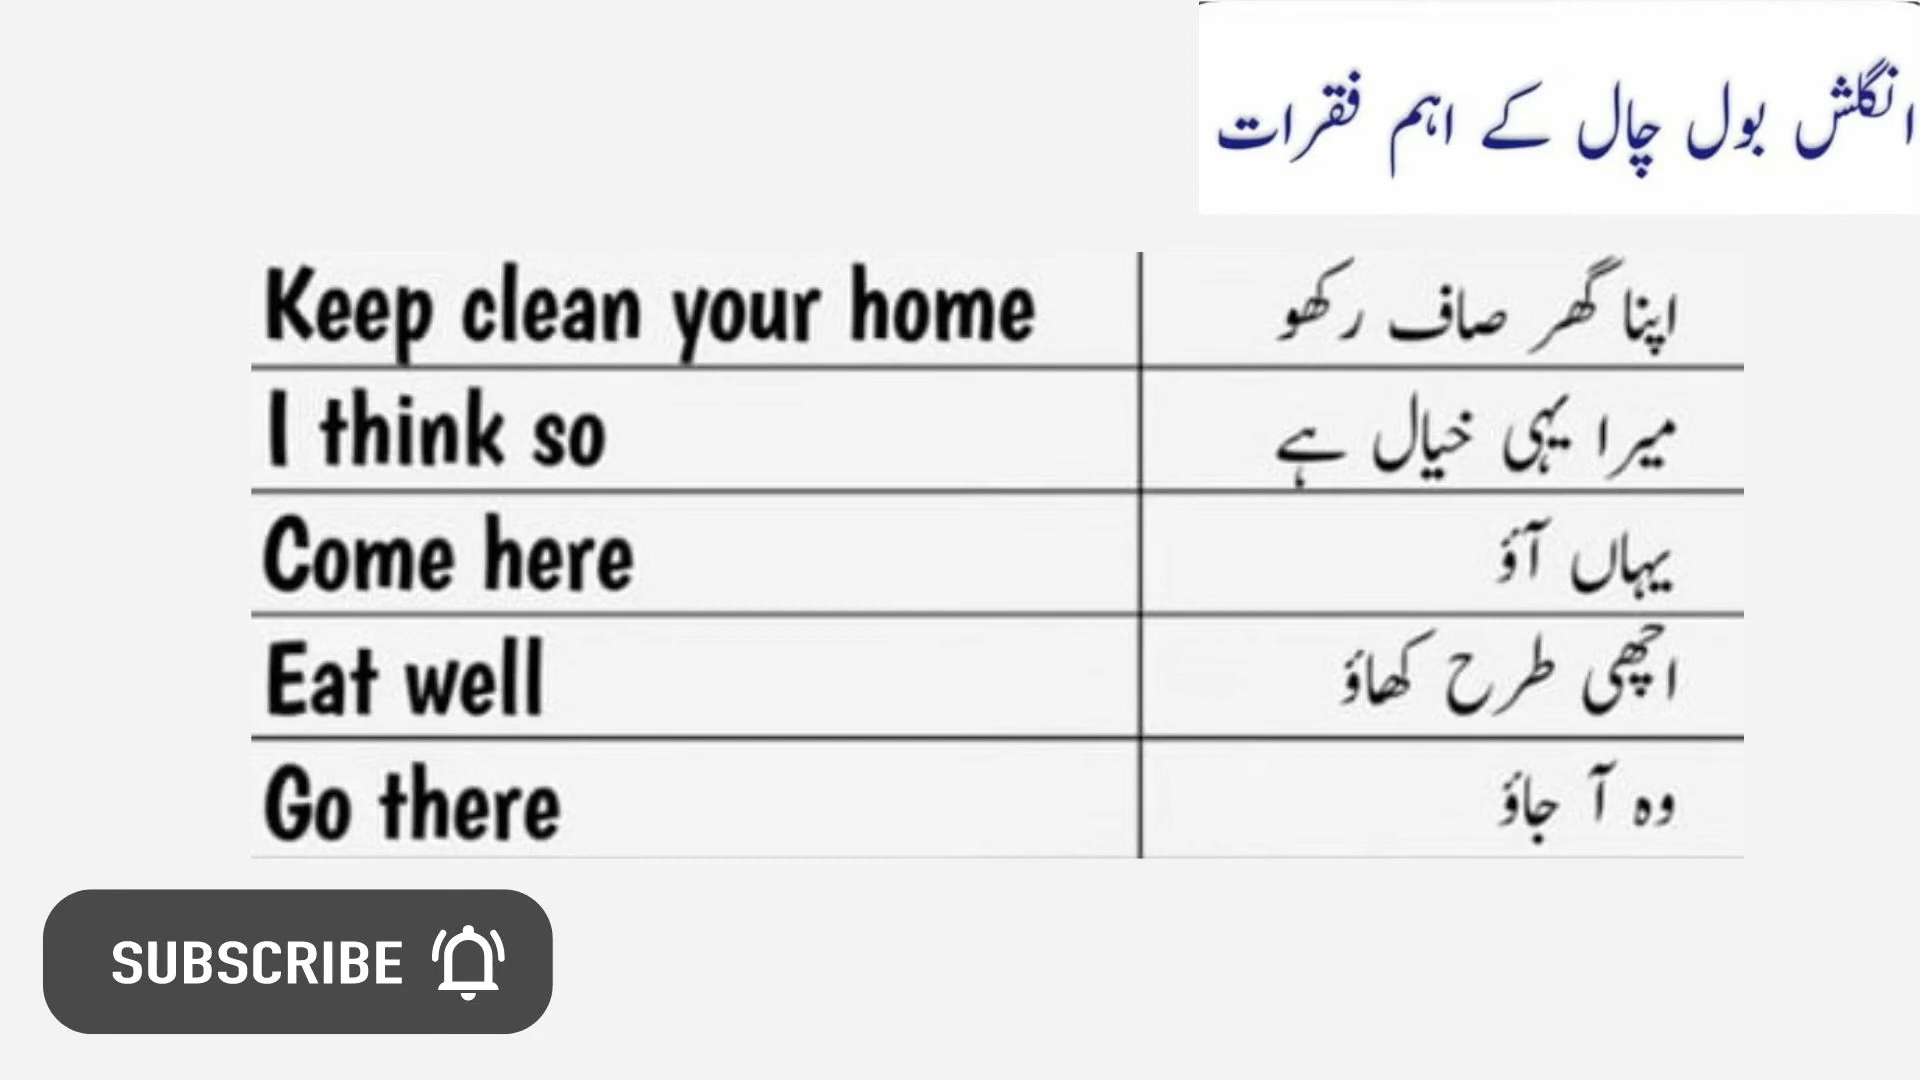 انگلش بول چال کے اہم فقرات
Keep clean your home اپنا گھر صاف رکھو
I think so میرا یہی خیال ہے
Come here یہاں آؤ
Eat well اچھی طرح کھاؤ
Go there وہ آ جاؤ
SUBSCRIBE